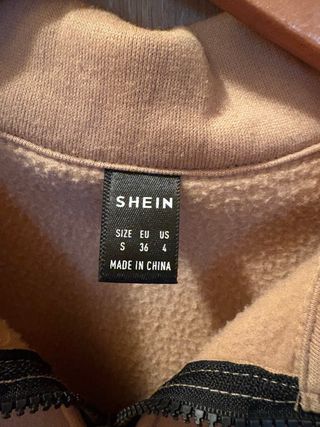 SHEIN
SIZE EU US
S 36 4
MADE IN CHINA